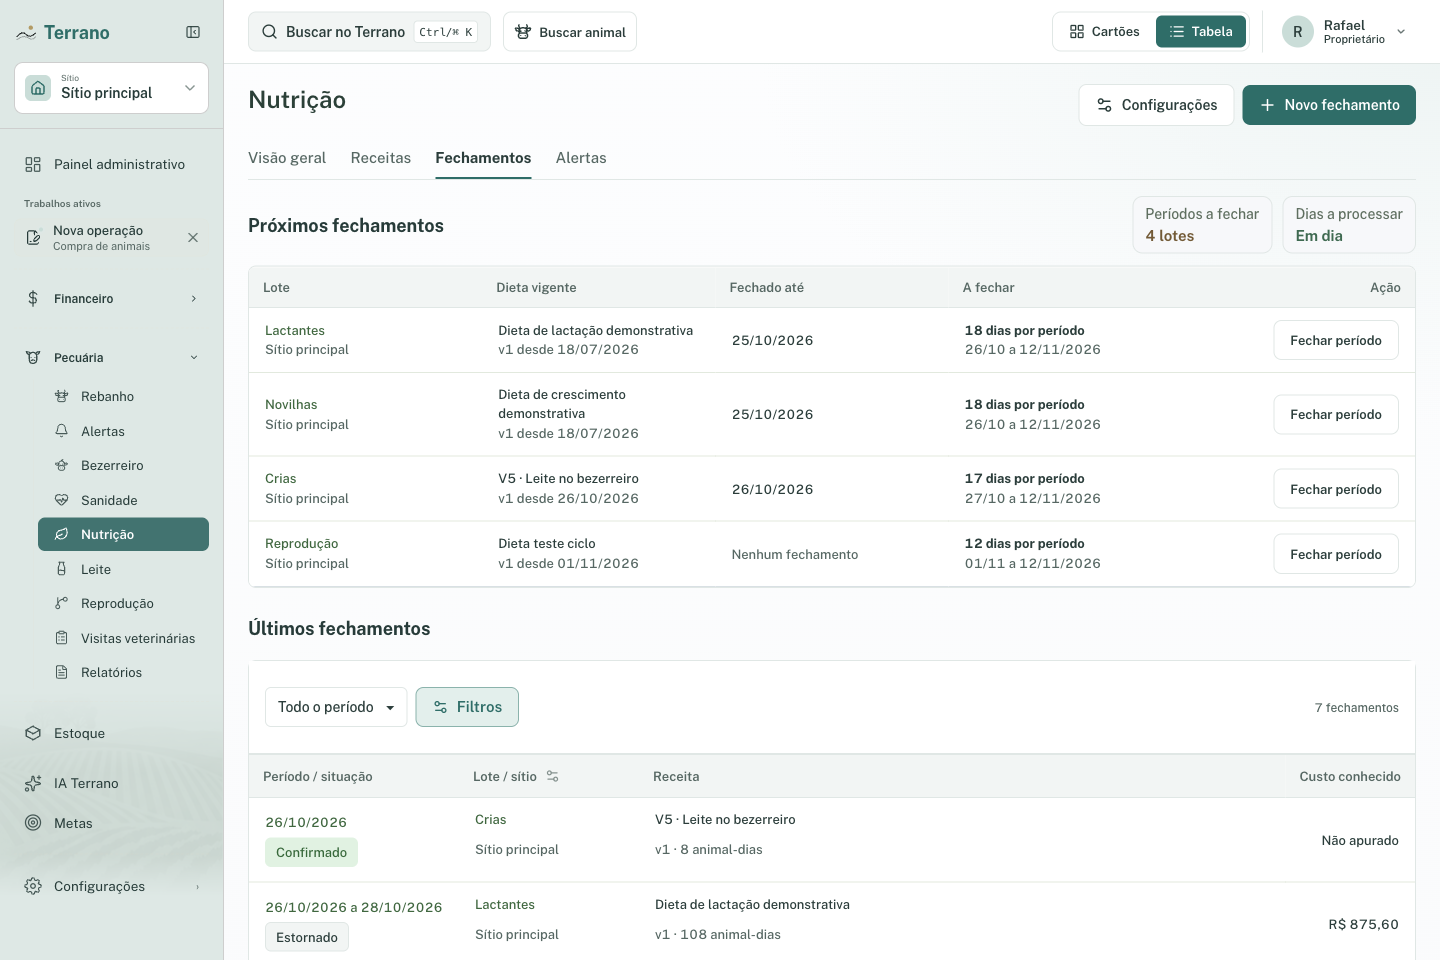 Terrano
Buscar no Terrano
Ctrl/⌘ K
Buscar animal
Cartões
Tabela
R
Rafael
Proprietário
Sítio
Sítio principal
Painel administrativo
Trabalhos ativos
Nova operação
Compra de animais
Financeiro
Pecuária
Rebanho
Alertas
Bezerreiro
Sanidade
Nutrição
Leite
Reprodução
Visitas veterinárias
Relatórios
Estoque
IA Terrano
Metas
Configurações
Nutrição
Configurações
Novo fechamento
Visão geral
Receitas
Fechamentos
Alertas
Próximos fechamentos
Períodos a fechar
4 lotes
Dias a processar
Em dia
Lote
Dieta vigente
Fechado até
A fechar
Ação
Lactantes
Sítio principal
Dieta de lactação demonstrativa
v1 desde 18/07/2026
25/10/2026
18 dias por período
26/10 a 12/11/2026
Fechar período
Novilhas
Sítio principal
Dieta de crescimento
demonstrativa
v1 desde 18/07/2026
25/10/2026
18 dias por período
26/10 a 12/11/2026
Fechar período
Crias
Sítio principal
V5 · Leite no bezerreiro
v1 desde 26/10/2026
26/10/2026
17 dias por período
27/10 a 12/11/2026
Fechar período
Reprodução
Sítio principal
Dieta teste ciclo
v1 desde 01/11/2026
Nenhum fechamento
12 dias por período
01/11 a 12/11/2026
Fechar período
Últimos fechamentos
Todo o período
Filtros
7 fechamentos
Período / situação
Lote / sítio
Receita
Custo conhecido
26/10/2026
Confirmado
Crias
Sítio principal
V5 · Leite no bezerreiro
v1 · 8 animal-dias
Não apurado
26/10/2026 a 28/10/2026
Estornado
Lactantes
Sítio principal
Dieta de lactação demonstrativa
v1 · 108 animal-dias
R$ 875,60